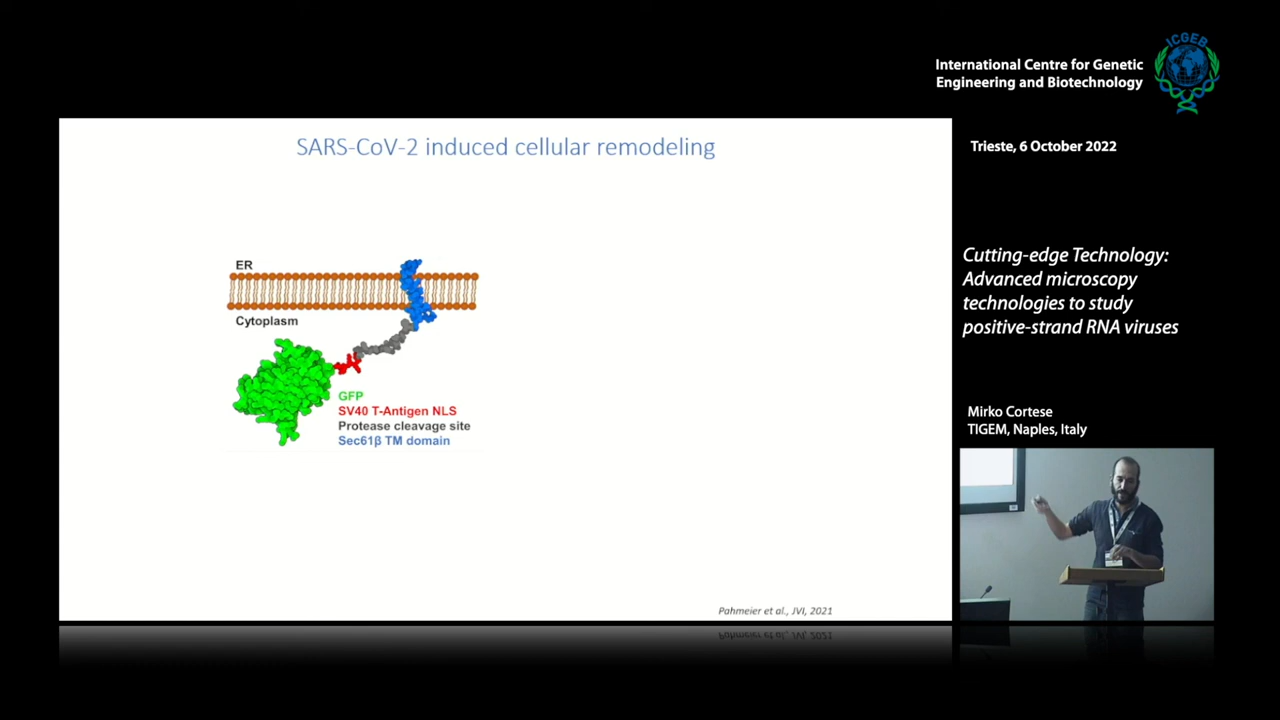 ICGEB
International Centre for Genetic
Engineering and Biotechnology
Trieste, 6 October 2022
SARS-CoV-2 induced cellular remodeling
ER
Cytoplasm
GFP
SV40 T-Antigen NLS
Protease cleavage site
Sec61β TM domain
Pahmeier et al., JVI, 2021
Cutting-edge Technology:
Advanced microscopy
technologies to study
positive-strand RNA viruses
Mirko Cortese
TIGEM, Naples, Italy